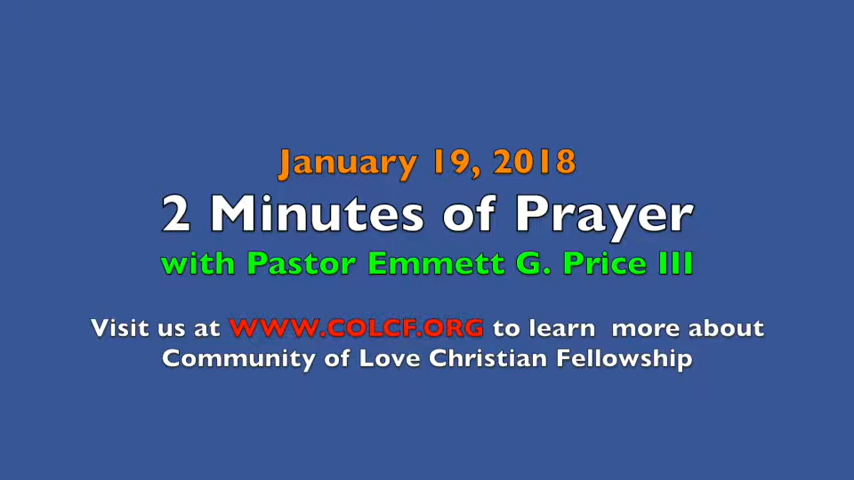 January 19, 2018
2 Minutes of Prayer
with Pastor Emmett G. Price III
Visit us at WWW.COLCF.ORG to learn  more about
Community of Love Christian Fellowship